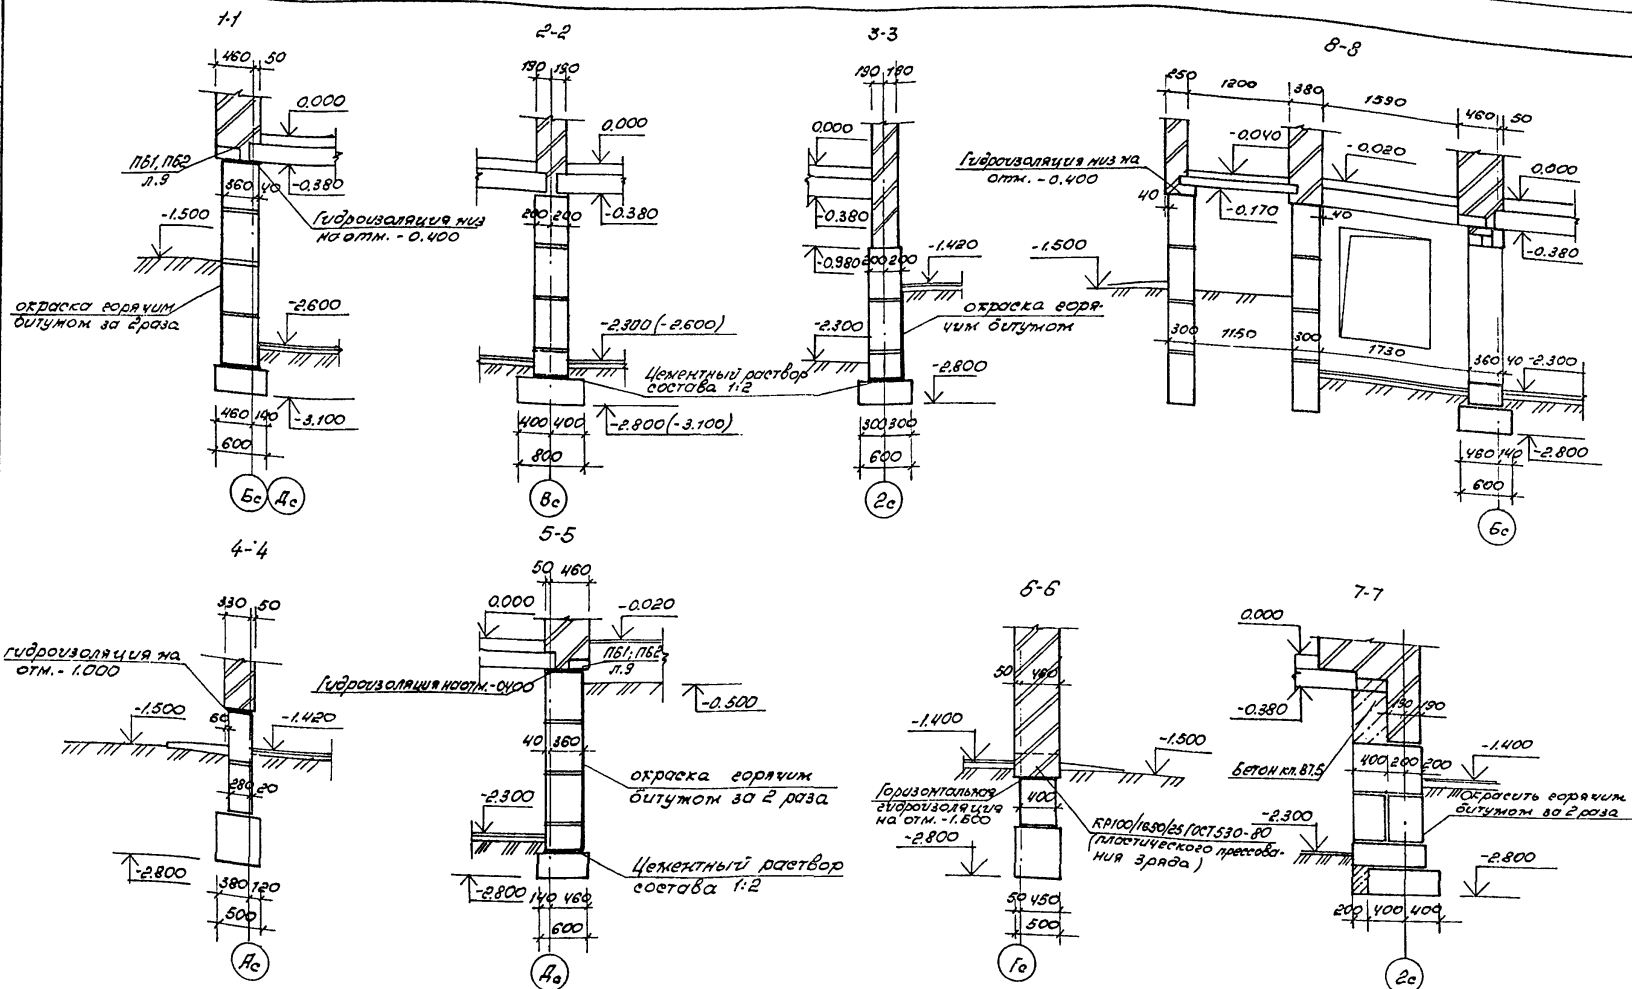 1-1
460 50
0.000
ПБ1, ПБ2
л.9
-0.380
360 40
-1.500
Гидроизоляция низ
на отм. -0.400
окраска горячим
битумом за 2 раза
-2.600
460 140
-3.100
600
Бс Дс
2-2
190 190
0.000
-0.380
200 200
-2.300 (-2.600)
Цементный раствор
состава 1:2
400 400
-2.800 (-3.100)
800
Вс
3-3
190 190
0.000
-0.380
-0.980
200 200
-1.420
окраска горя-
чим битумом
-2.300
-2.800
300 300
600
2с
8-8
250 1200 380 1590 460 50
Гидроизоляция низ на
отм. -0.400
-0.040
-0.020
0.000
40
-0.170
40
-0.380
-1.500
300 1150 300 1730 360 40
-2.300
460 140
-2.800
600
Бс
4-4
330 50
гидроизоляция на
отм. -1.000
-1.500
60
-1.420
280 20
-2.800
380 120
500
Ас
5-5
50 460
0.000
-0.020
ПБ1; ПБ2
л.9
Гидроизоляция на отм. -0.400
-0.500
40 360
окраска горячим
битумом за 2 раза
-2.300
Цементный раствор
состава 1:2
-2.800
140 460
600
6-6
50 460
-1.400
-1.500
Горизонтальная
гидроизоляция
на отм. -1.600
400
КР100/1650/25 ГОСТ 530-80
(пластического прессова-
ния 3 ряда)
-2.800
50 450
500
Гс
7-7
0.000
-0.380
190 190
Бетон кл. В7.5
400 200 200
-1.400
Окрасить горячим
битумом за 2 раза
-2.300
-2.800
200 400 400
2с